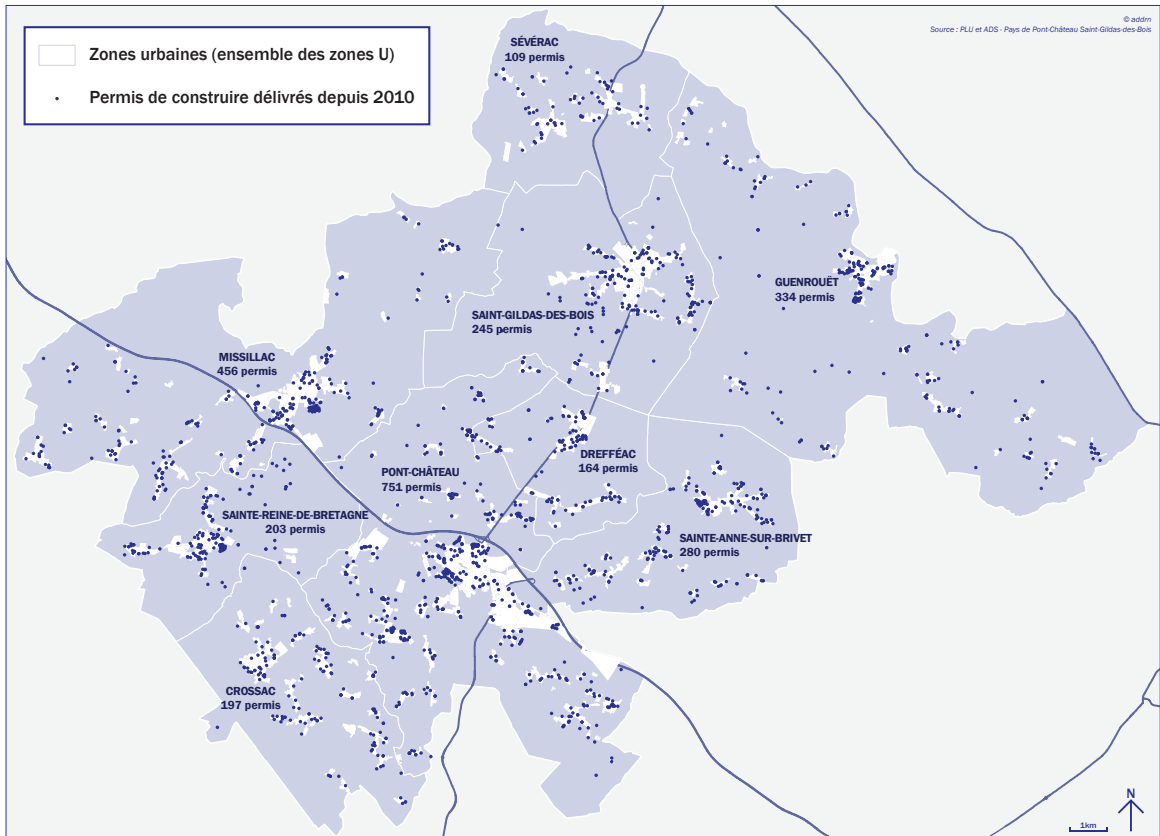 © addrn
Source : PLU et ADS - Pays de Pont-Château Saint-Gildas-des-Bois
Zones urbaines (ensemble des zones U)
Permis de construire délivrés depuis 2010
SÉVÉRAC
109 permis
GUENROUËT
334 permis
SAINT-GILDAS-DES-BOIS
245 permis
MISSILLAC
456 permis
DREFFÉAC
164 permis
PONT-CHÂTEAU
751 permis
SAINTE-REINE-DE-BRETAGNE
203 permis
SAINTE-ANNE-SUR-BRIVET
280 permis
CROSSAC
197 permis
N
1km